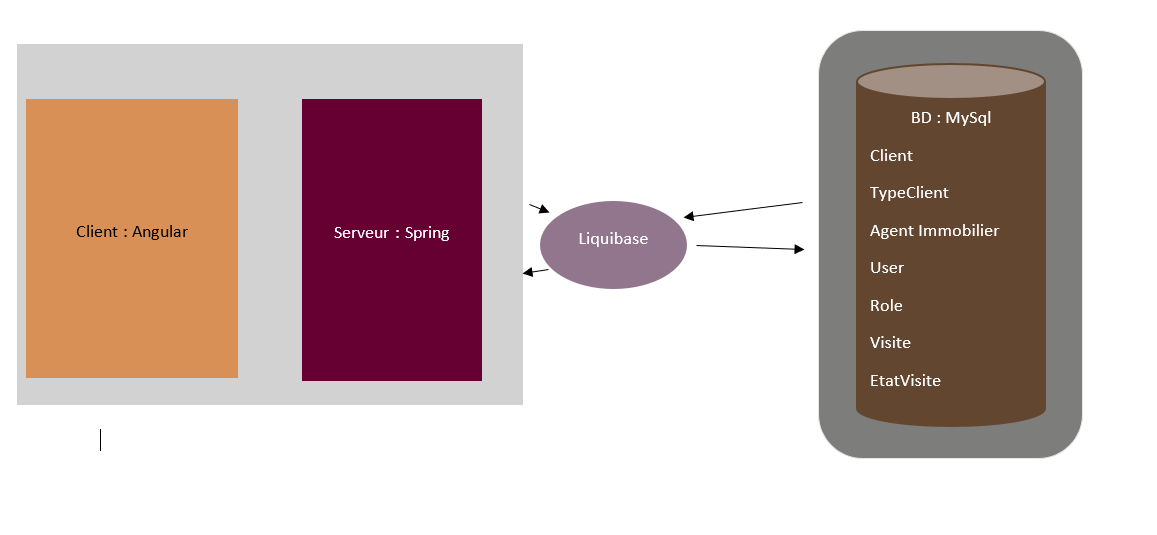 Client : Angular
Serveur : Spring
Liquibase
BD : MySql
Client
TypeClient
Agent Immobilier
User
Role
Visite
EtatVisite